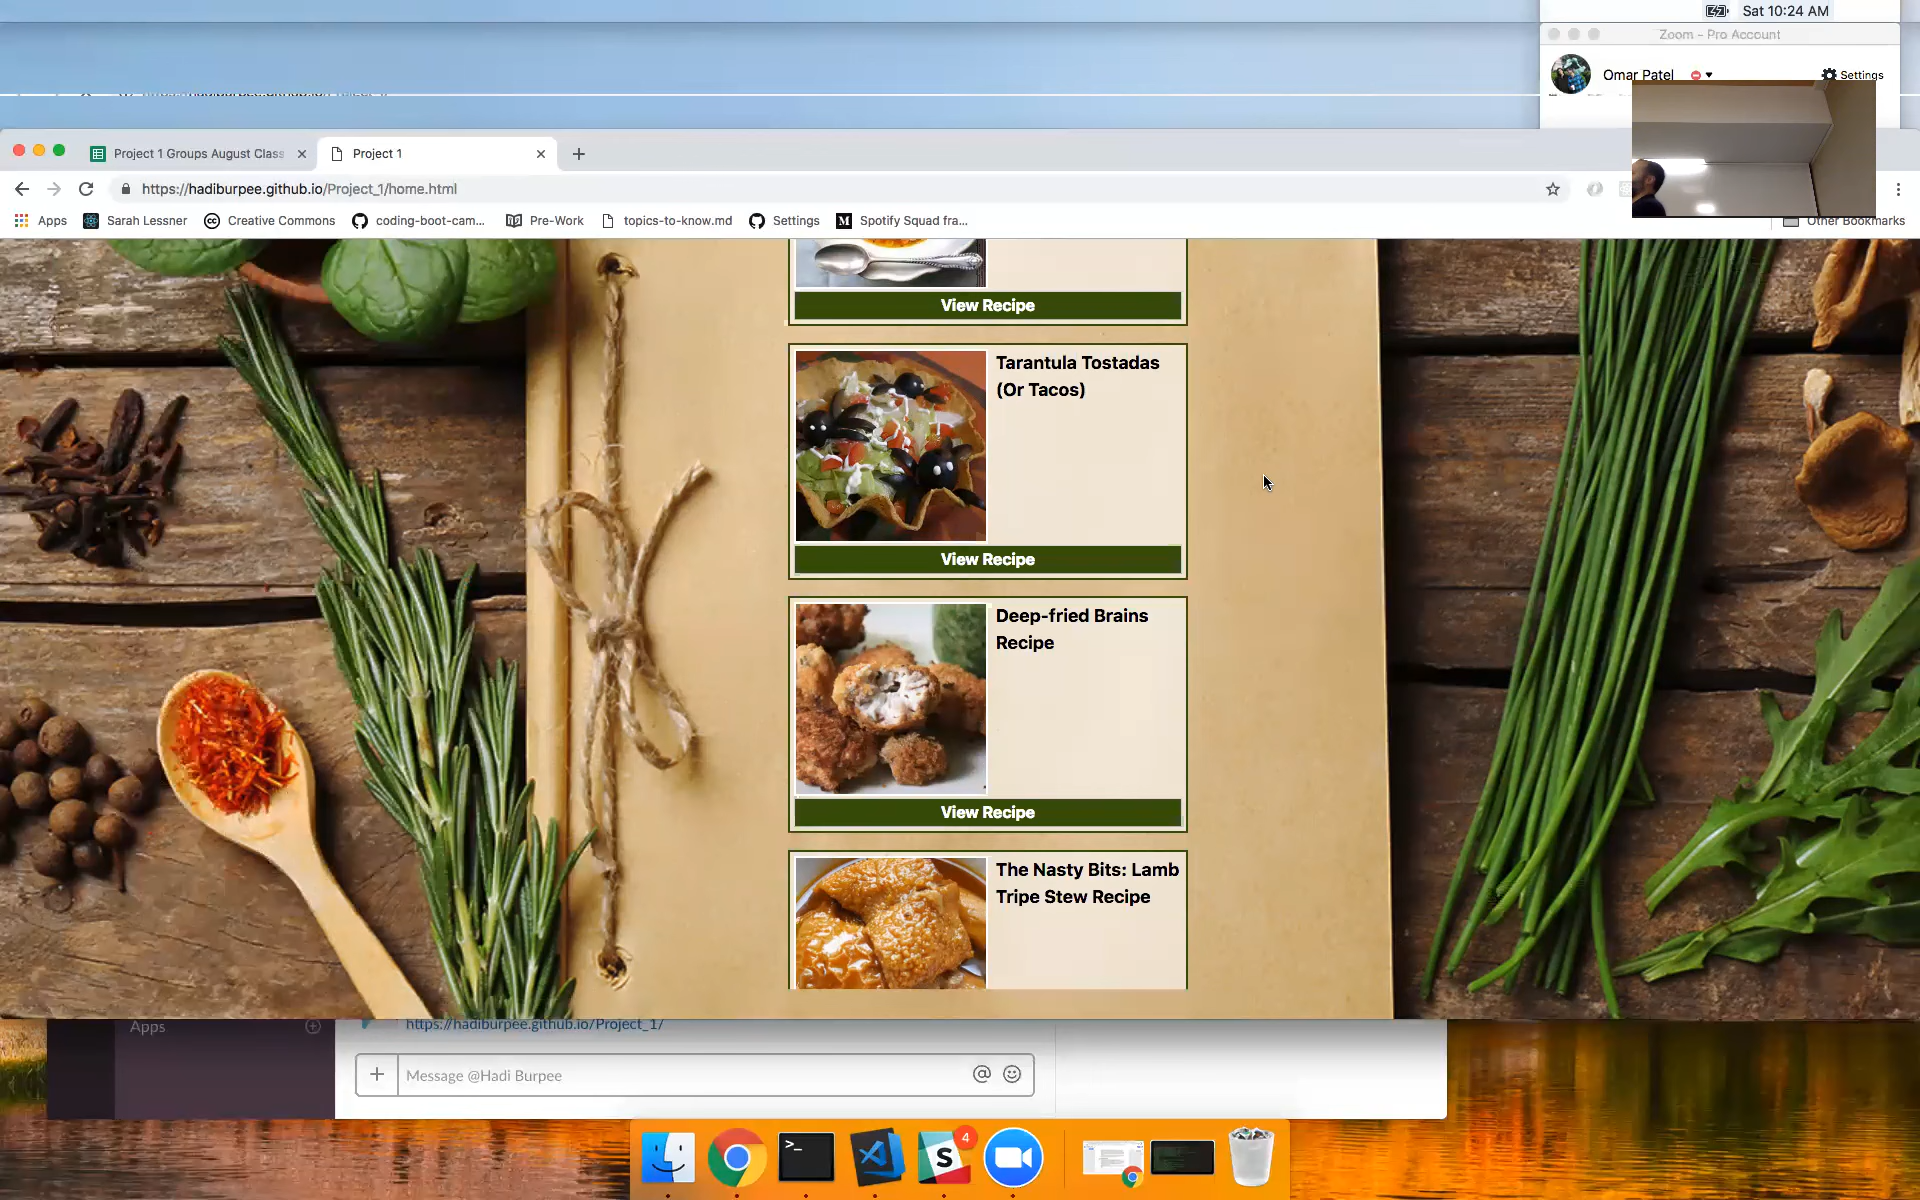 Sat 10:24 AM
Zoom - Pro Account
Omar Patel
Settings
Project 1 Groups August Class
Project 1
https://hadiburpee.github.io/Project_1/home.html
Apps
Sarah Lessner
Creative Commons
coding-boot-cam...
Pre-Work
topics-to-know.md
Settings
Spotify Squad fra...
Other Bookmarks
View Recipe
Tarantula Tostadas
(Or Tacos)
View Recipe
Deep-fried Brains
Recipe
View Recipe
The Nasty Bits: Lamb
Tripe Stew Recipe
Apps
https://hadiburpee.github.io/Project_1/
Message @Hadi Burpee
4